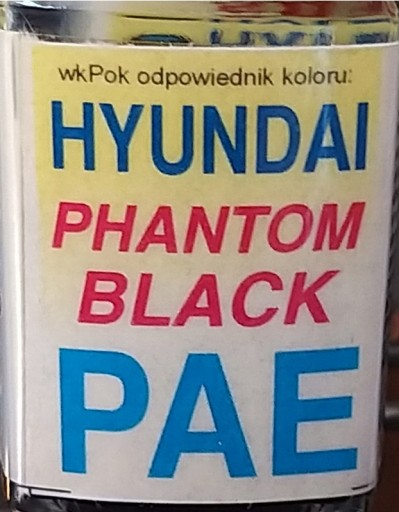 wkPok odpowiednik koloru:
HYUNDAI
PHANTOM
BLACK
PAE